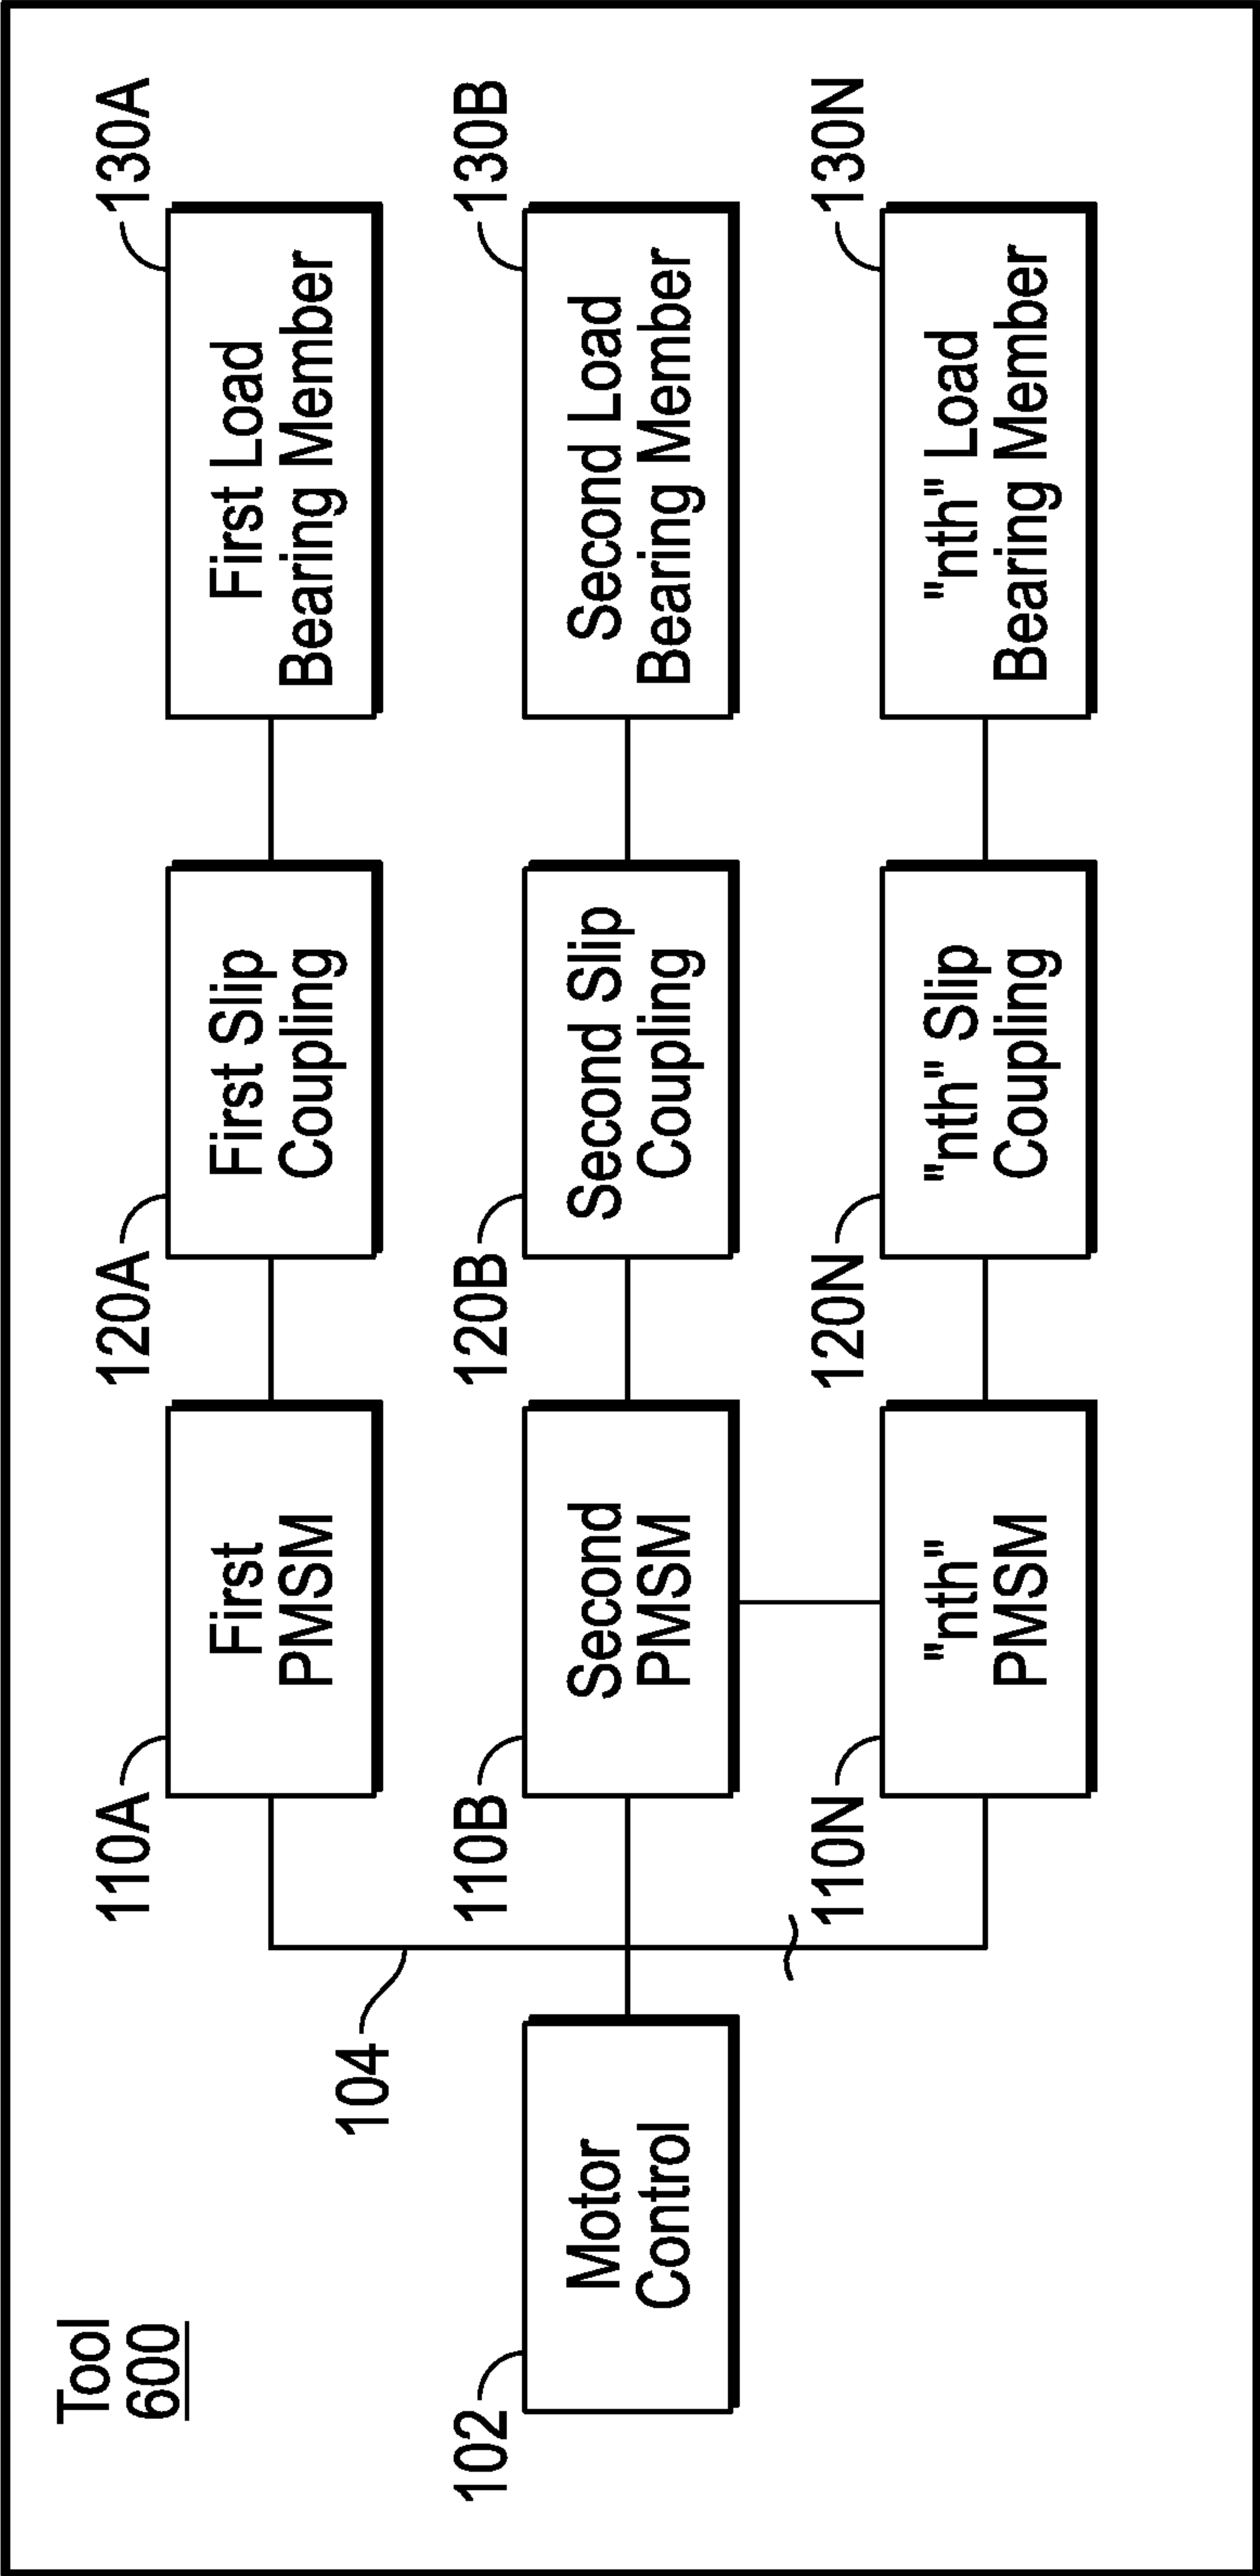 Tool
600
130A
First Load
Bearing Member
120A
First Slip
Coupling
110A
First
PMSM
104
102
Motor
Control
110B
Second
PMSM
120B
Second Slip
Coupling
130B
Second Load
Bearing Member
110N
"nth"
PMSM
120N
"nth" Slip
Coupling
130N
"nth" Load
Bearing Member